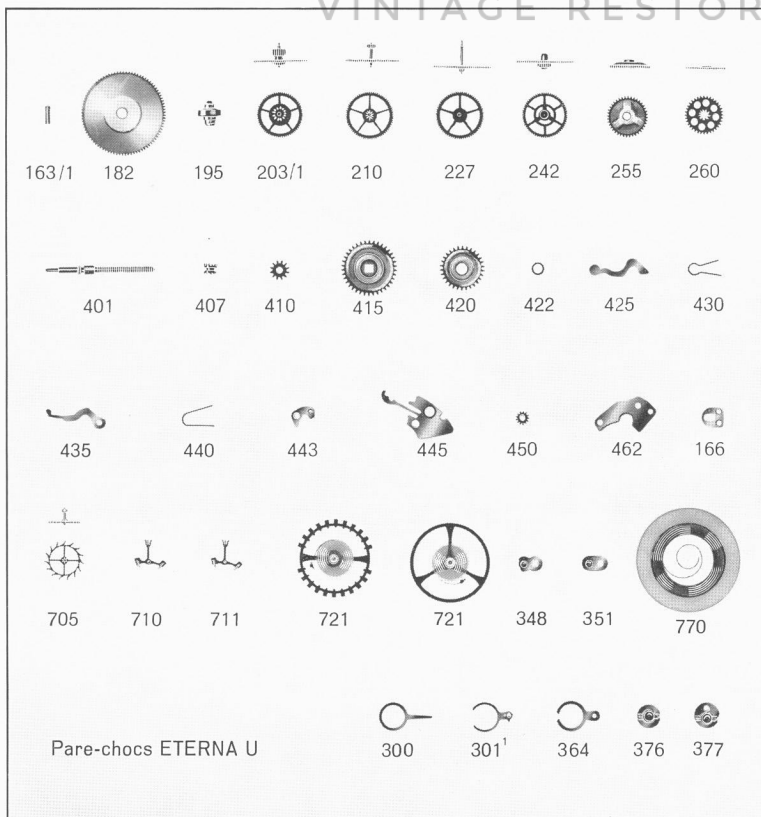 VINTAGE RESTOR
163/1 182 195 203/1 210 227 242 255 260
401 407 410 415 420 422 425 430
435 440 443 445 450 462 166
705 710 711 721 721 348 351 770
Pare-chocs ETERNA U 300 301¹ 364 376 377